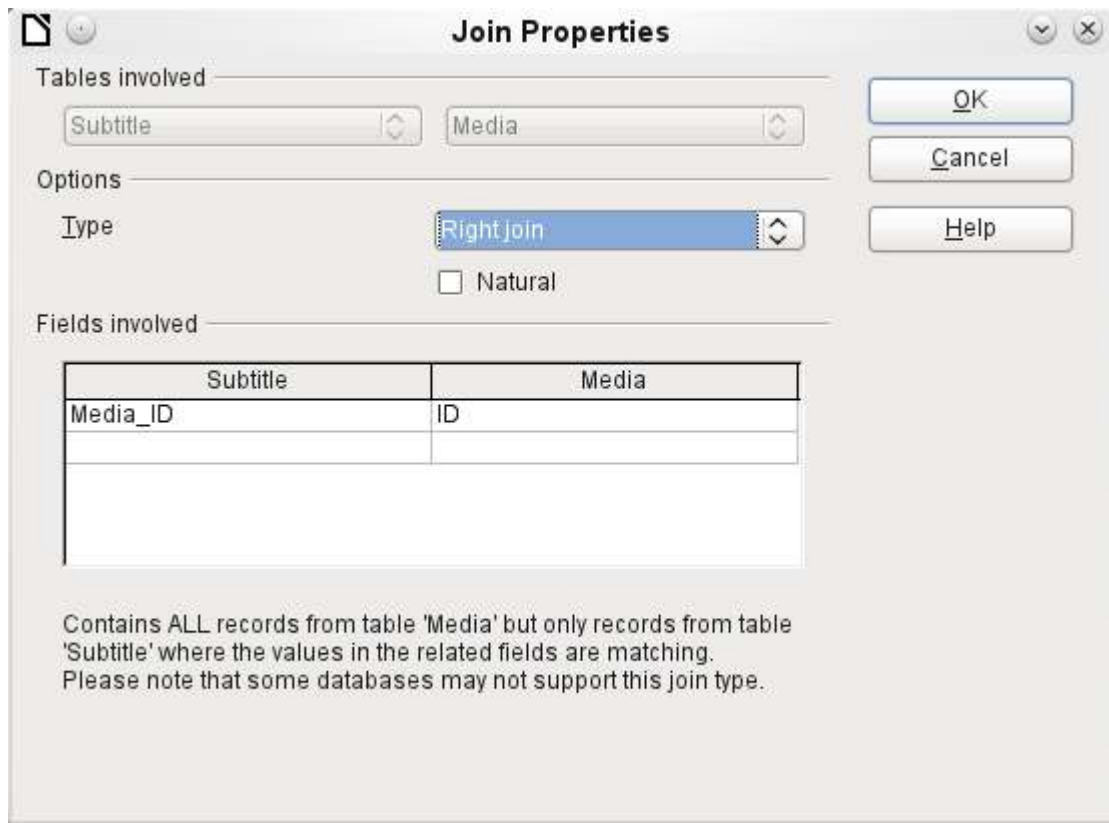 Join Properties
Tables involved
Subtitle Media
OK
Cancel
Options
Type Right join
Help
Natural
Fields involved
Subtitle Media
Media_ID ID
Contains ALL records from table 'Media' but only records from table
'Subtitle' where the values in the related fields are matching.
Please note that some databases may not support this join type.